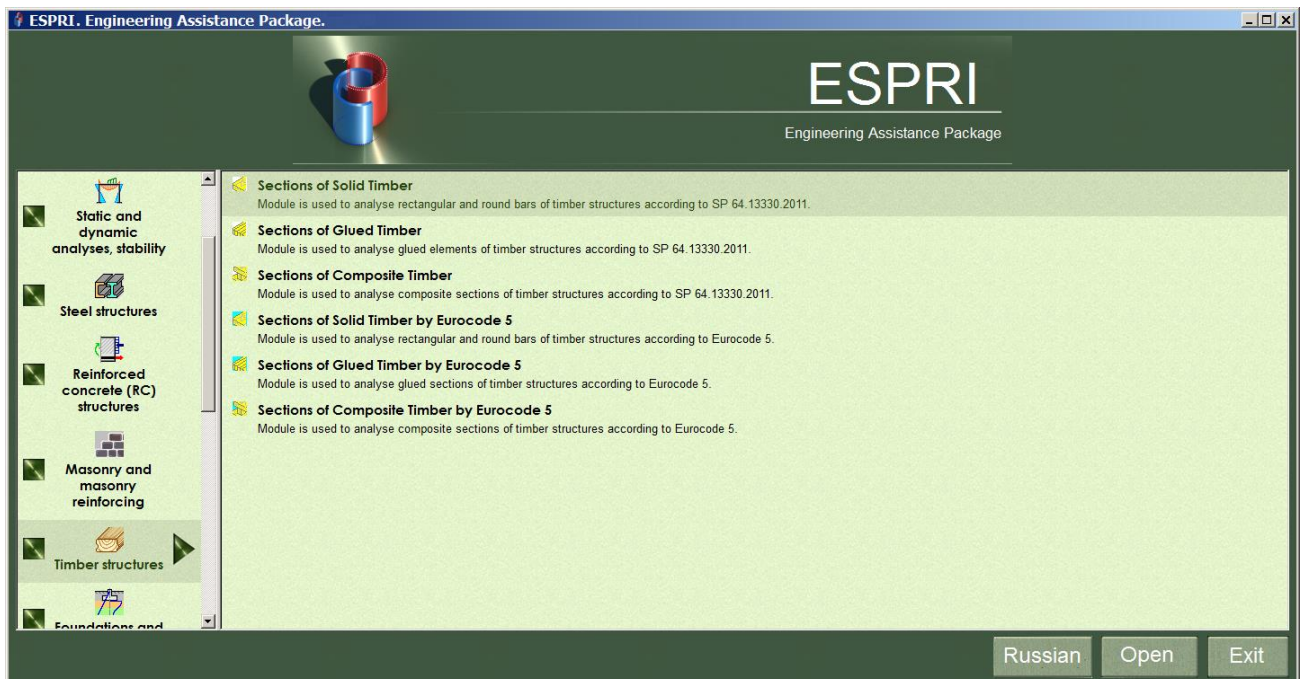 ESPRI. Engineering Assistance Package.
ESPRI
Engineering Assistance Package
Static and
dynamic
analyses, stability
Steel structures
Reinforced
concrete (RC)
structures
Masonry and
masonry
reinforcing
Timber structures
Foundations and
Sections of Solid Timber
Module is used to analyse rectangular and round bars of timber structures according to SP 64.13330.2011.
Sections of Glued Timber
Module is used to analyse glued elements of timber structures according to SP 64.13330.2011.
Sections of Composite Timber
Module is used to analyse composite sections of timber structures according to SP 64.13330.2011.
Sections of Solid Timber by Eurocode 5
Module is used to analyse rectangular and round bars of timber structures according to Eurocode 5.
Sections of Glued Timber by Eurocode 5
Module is used to analyse glued sections of timber structures according to Eurocode 5.
Sections of Composite Timber by Eurocode 5
Module is used to analyse composite sections of timber structures according to Eurocode 5.
Russian
Open
Exit